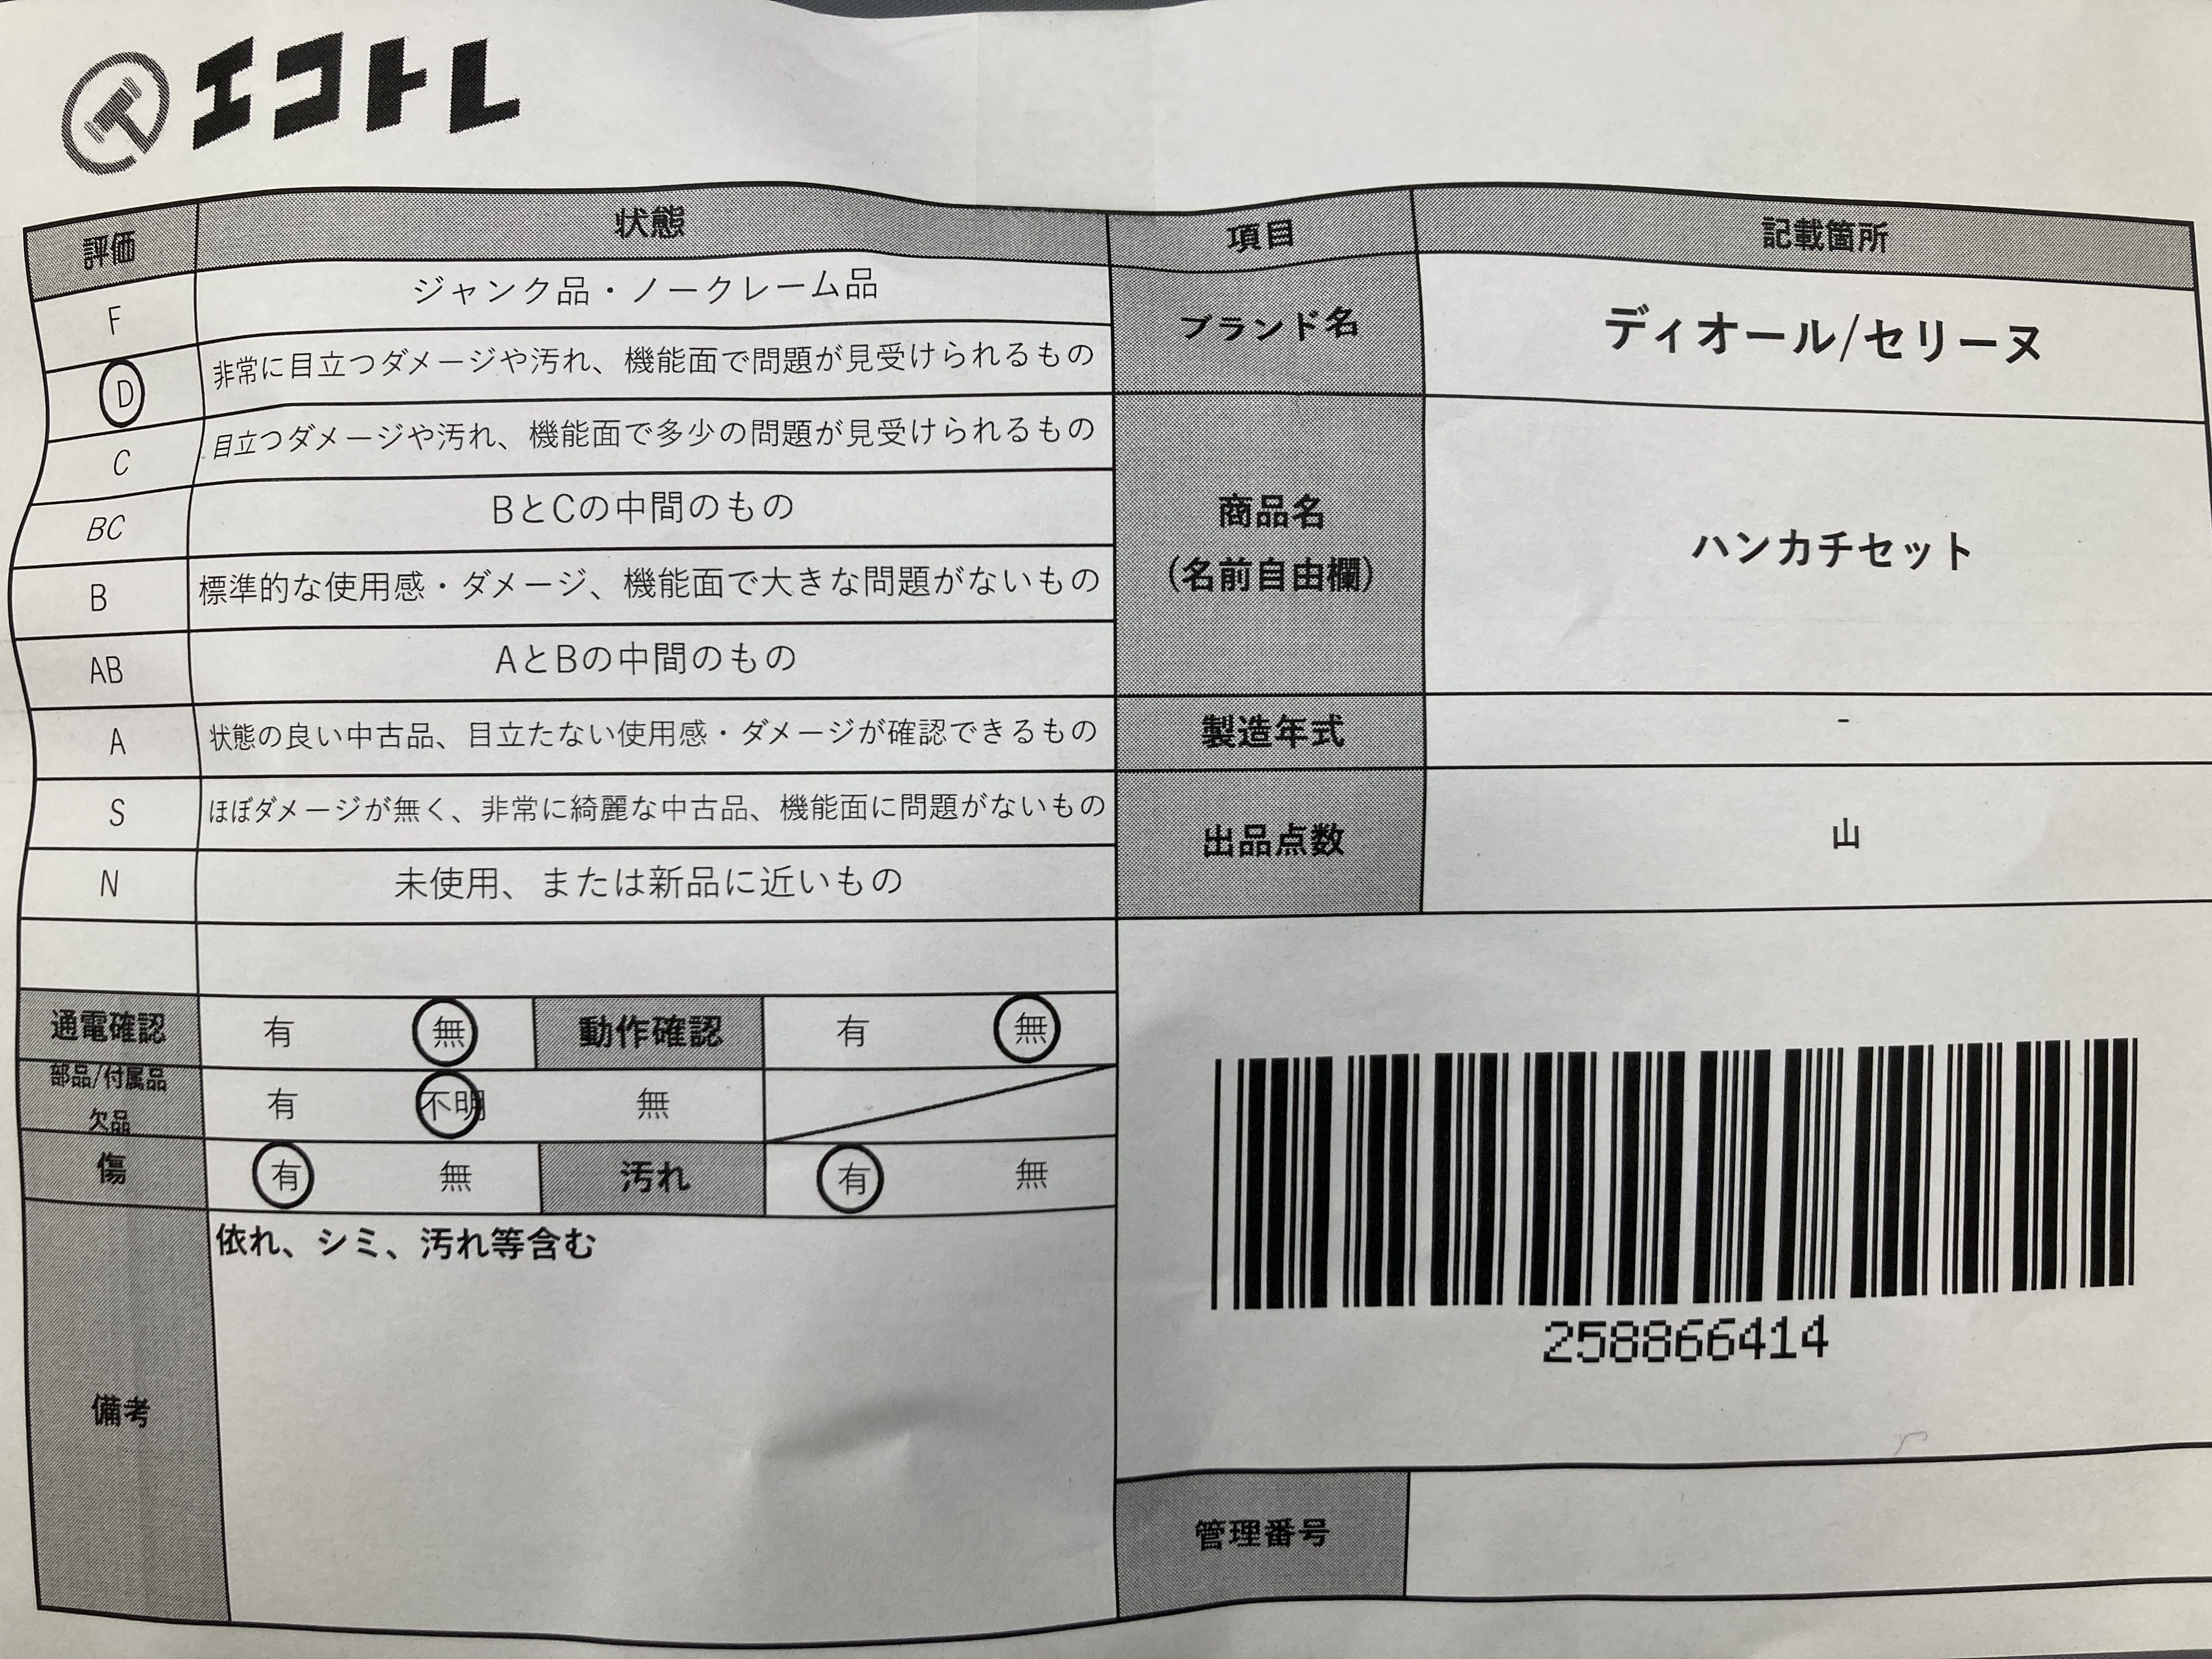 エコトレ
評価 状態 項目 記載箇所
F ジャンク品・ノークレーム品
D 非常に目立つダメージや汚れ、機能面で問題が見受けられるもの
ブランド名 ディオール/セリーヌ
C 目立つダメージや汚れ、機能面で多少の問題が見受けられるもの
BC BとCの中間のもの
商品名
(名前自由欄)
ハンカチセット
B 標準的な使用感・ダメージ、機能面で大きな問題がないもの
AB AとBの中間のもの
A 状態の良い中古品、目立たない使用感・ダメージが確認できるもの
製造年式 -
S ほぼダメージが無く、非常に綺麗な中古品、機能面に問題がないもの
出品点数 山
N 未使用、または新品に近いもの
通電確認 有 無 動作確認 有 無
部品/付属品
欠品
有 不明 無
傷 有 無 汚れ 有 無
備考
依れ、シミ、汚れ等含む
258866414
管理番号